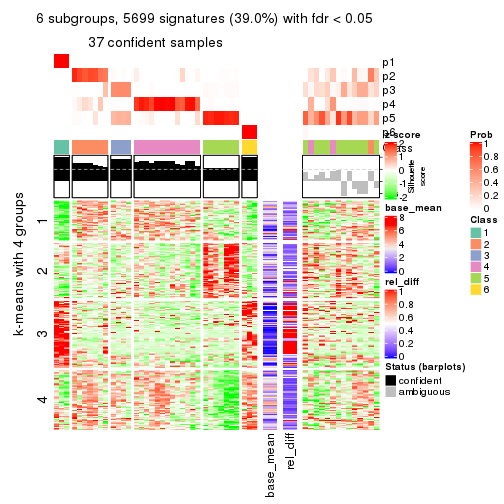 6 subgroups, 5699 signatures (39.0%) with fdr < 0.05
37 confident samples
p1
p2
p3
p4
p5
p6
Class
Silhouette
score
k-means with 4 groups
1
2
3
4
base_mean
rel_diff
z-score
2
1
0
-1
-2
base_mean
8
6
4
2
0
rel_diff
1
0.8
0.6
0.4
0.2
0
Status (barplots)
confident
ambiguous
Prob
1
0.8
0.6
0.4
0.2
0
Class
1
2
3
4
5
6